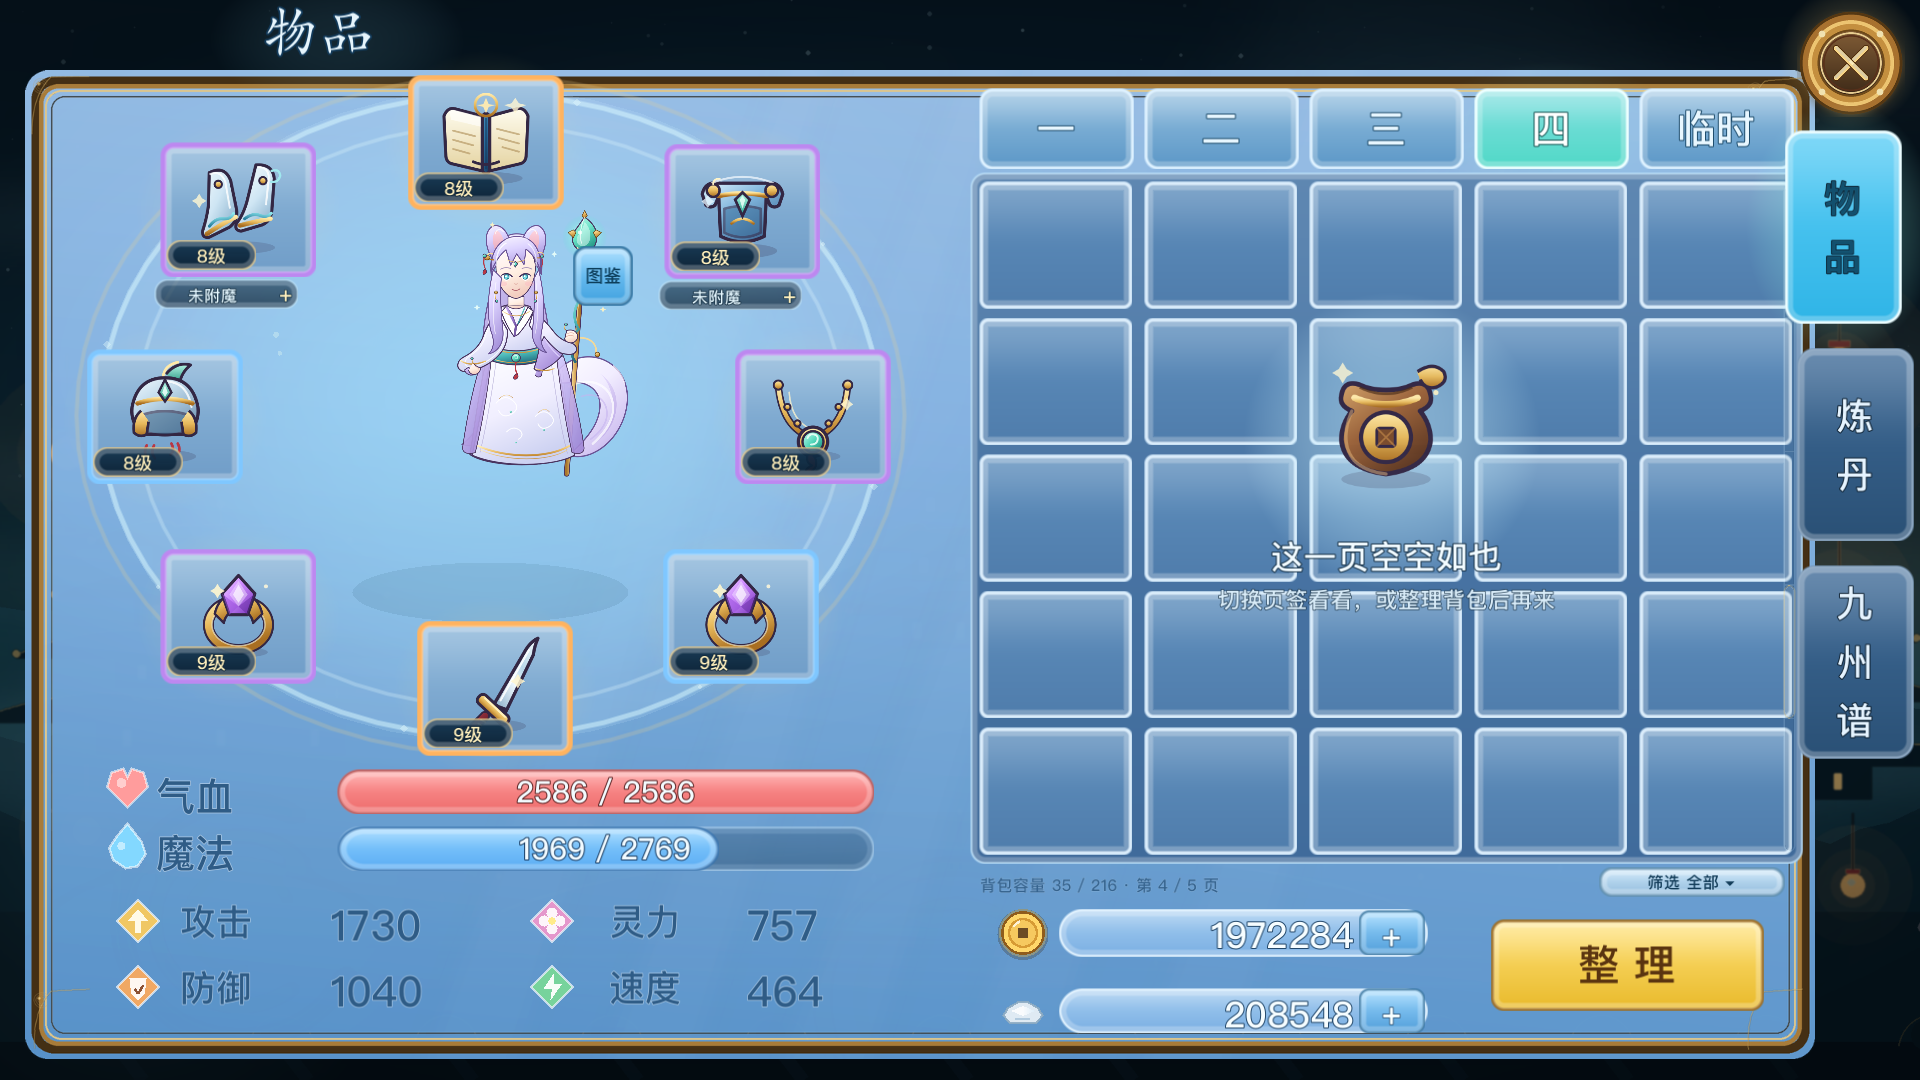 物品
一 二 三 四 临时
8级
8级
未附魔 +
8级
未附魔 +
图鉴
8级
8级
9级
9级
9级
气血 2586 / 2586
魔法 1969 / 2769
攻击 1730 灵力 757
防御 1040 速度 464
这一页空空如也
切换页签看看，或整理背包后再来
背包容量 35 / 216 · 第 4 / 5 页
筛选 全部
1972284 +
208548 +
整理
物品
炼丹
九州谱